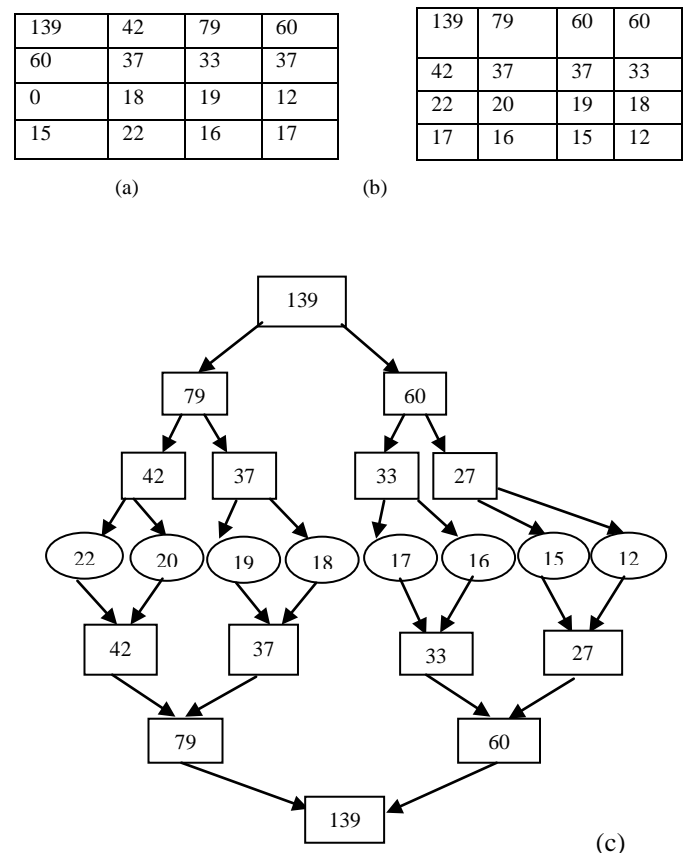 139 42 79 60
60 37 33 37
0 18 19 12
15 22 16 17
(a)
139 79 60 60
42 37 37 33
22 20 19 18
17 16 15 12
(b)
139
79 60
42 37 33 27
22 20 19 18 17 16 15 12
42 37 33 27
79 60
139
(c)